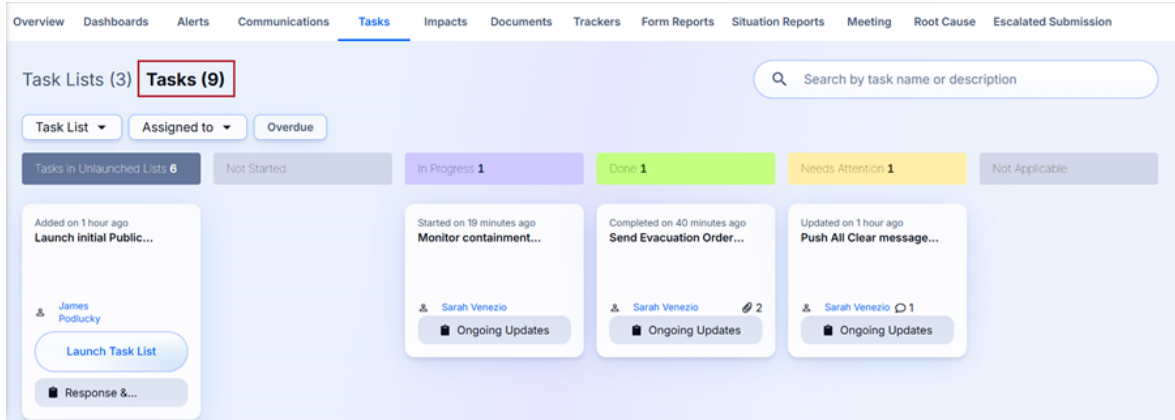 Overview Dashboards Alerts Communications Tasks Impacts Documents Trackers Form Reports Situation Reports Meeting Root Cause Escalated Submission
Task Lists (3) Tasks (9)
Search by task name or description
Task List Assigned to Overdue
Tasks in Unlaunched Lists 6
Not Started
In Progress 1
Done 1
Needs Attention 1
Not Applicable
Added on 1 hour ago
Launch initial Public...
James
Podlucky
Launch Task List
Response &...
Started on 19 minutes ago
Monitor containment...
Sarah Venezio
Ongoing Updates
Completed on 40 minutes ago
Send Evacuation Order...
Sarah Venezio 2
Ongoing Updates
Updated on 1 hour ago
Push All Clear message...
Sarah Venezio 1
Ongoing Updates